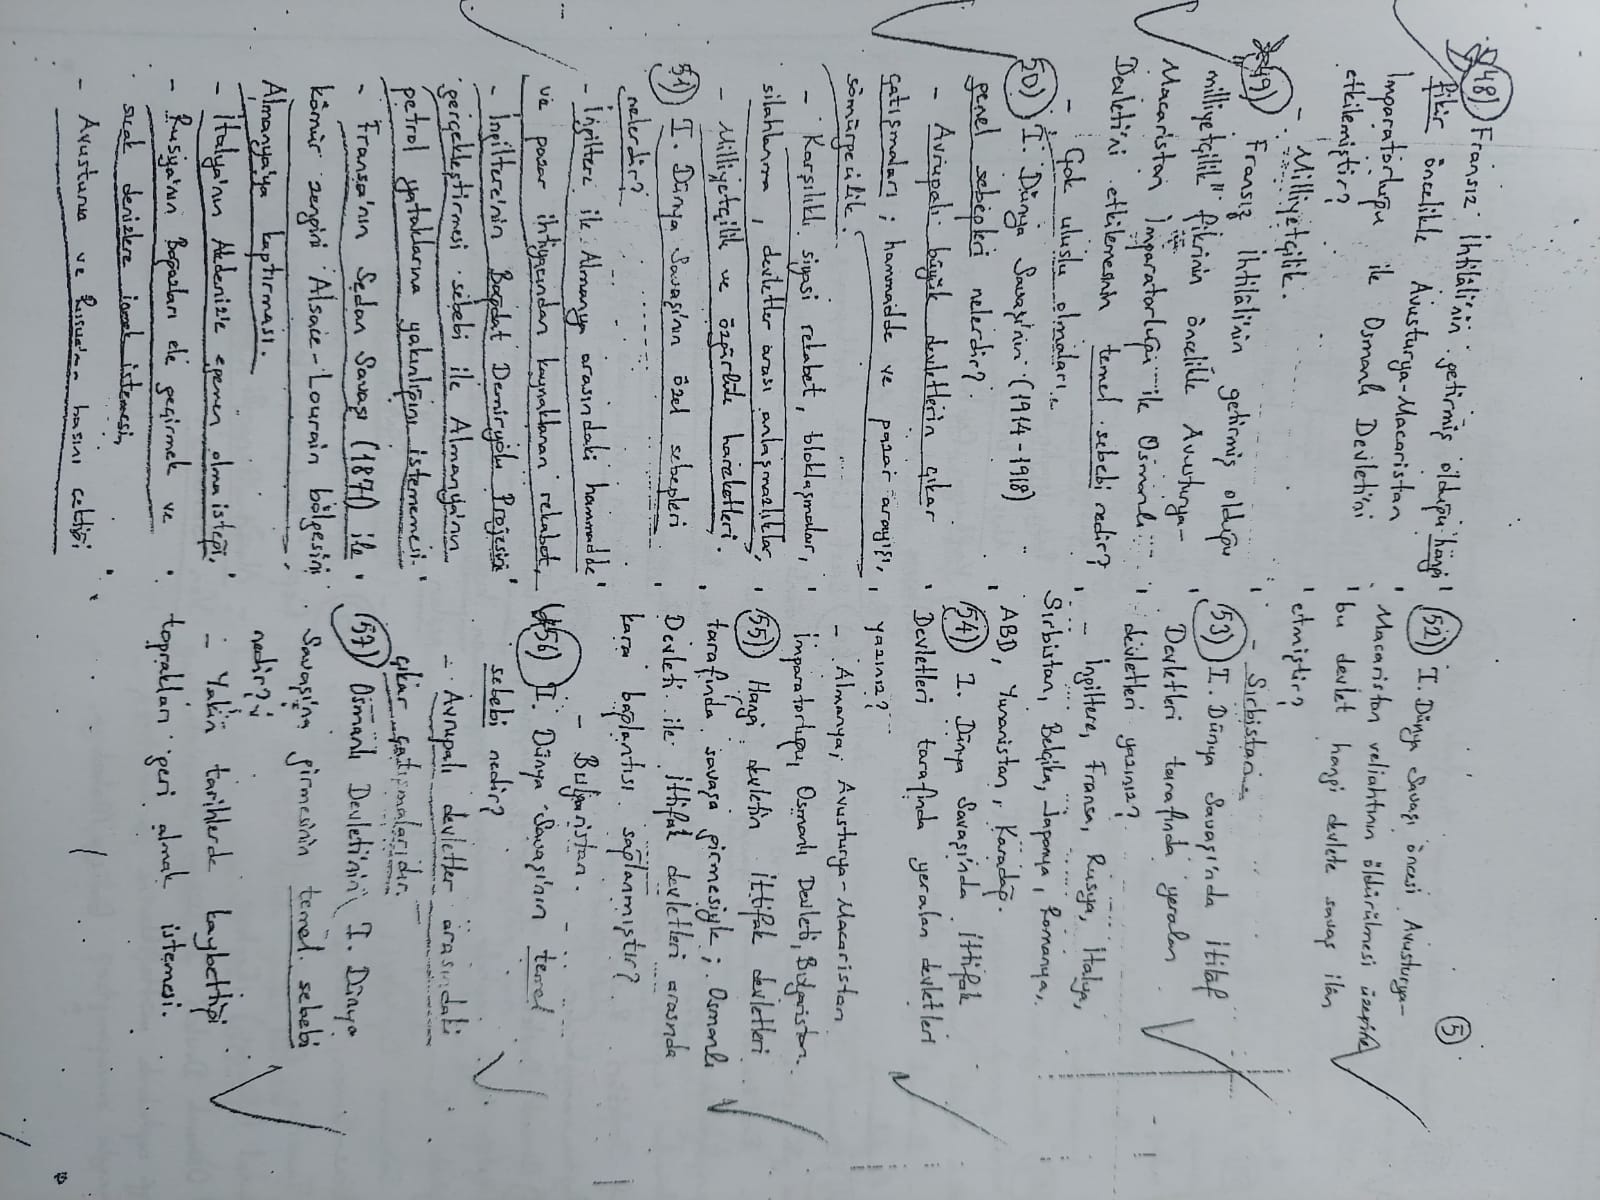 48) Fransız İhtilâli'nin getirmiş olduğu hangi
fikir öncelikle Avusturya-Macaristan
İmparatorluğu ile Osmanlı Devleti'ni
etkilemiştir?
- Milliyetçilik.
49) Fransız İhtilâli'nin getirmiş olduğu
"milliyetçilik" fikrinin öncelikle Avusturya-
Macaristan İmparatorluğu ile Osmanlı
Devleti'ni etkilemesinin temel sebebi nedir?
- Çok uluslu olmaları.
50) I. Dünya Savaşı'nın (1914-1918)
genel sebepleri nelerdir?
- Avrupalı büyük devletlerin çıkar
çatışmaları; hammadde ve pazar arayışı,
sömürgecilik.
- Karşılıklı siyasi rekabet, bloklaşmalar,
silahlanma, devletler arası anlaşmazlıklar,
- Milliyetçilik ve özgürlük hareketleri.
51) I. Dünya Savaşı'nın özel sebepleri
nelerdir?
- İngiltere ile Almanya arasındaki hammadde
ve pazar ihtiyacından kaynaklanan rekabet,
- İngiltere'nin Bağdat Demiryolu Projesini
gerçekleştirmesi sebebi ile Almanya'nın
petrol yataklarına yakınlığını istememesi.
- Fransa'nın Sedan Savaşı (1871) ile
kömür zengini Alsace-Lourain bölgesini
Almanya'ya kaptırması.
- İtalya'nın Akdeniz'e egemen olma isteği,
- Rusya'nın Boğazları ele geçirmek ve
sıcak denizlere inmek istemesi,
- Avusturya ve Rusya'nın başını çektiği
5
52) I. Dünya Savaşı öncesi Avusturya-
Macaristan veliahtının öldürülmesi üzerine
bu devlet hangi devlete savaş ilân
etmiştir?
- Sırbistan.
53) I. Dünya Savaşı'nda İtilaf
Devletleri tarafında yeralan
devletleri yazınız?
- İngiltere, Fransa, Rusya, İtalya,
Sırbistan, Belçika, Japonya, Romanya,
ABD, Yunanistan, Karadağ.
54) I. Dünya Savaşı'nda İttifak
Devletleri tarafında yeralan devletleri
yazınız?
- Almanya, Avusturya-Macaristan
İmparatorluğu, Osmanlı Devleti, Bulgaristan.
55) Hangi devletin İttifak devletleri
tarafında savaşa girmesiyle; Osmanlı
Devleti ile İttifak devletleri arasında
kara bağlantısı sağlanmıştır?
- Bulgaristan.
56) I. Dünya Savaşı'nın temel
sebebi nedir?
- Avrupalı devletler arasındaki
çıkar çatışmalarıdır.
57) Osmanlı Devleti'nin I. Dünya
Savaşı'na girmesinin temel sebebi
nedir?
- Yakın tarihlerde kaybettiği
toprakları geri almak istemesi.